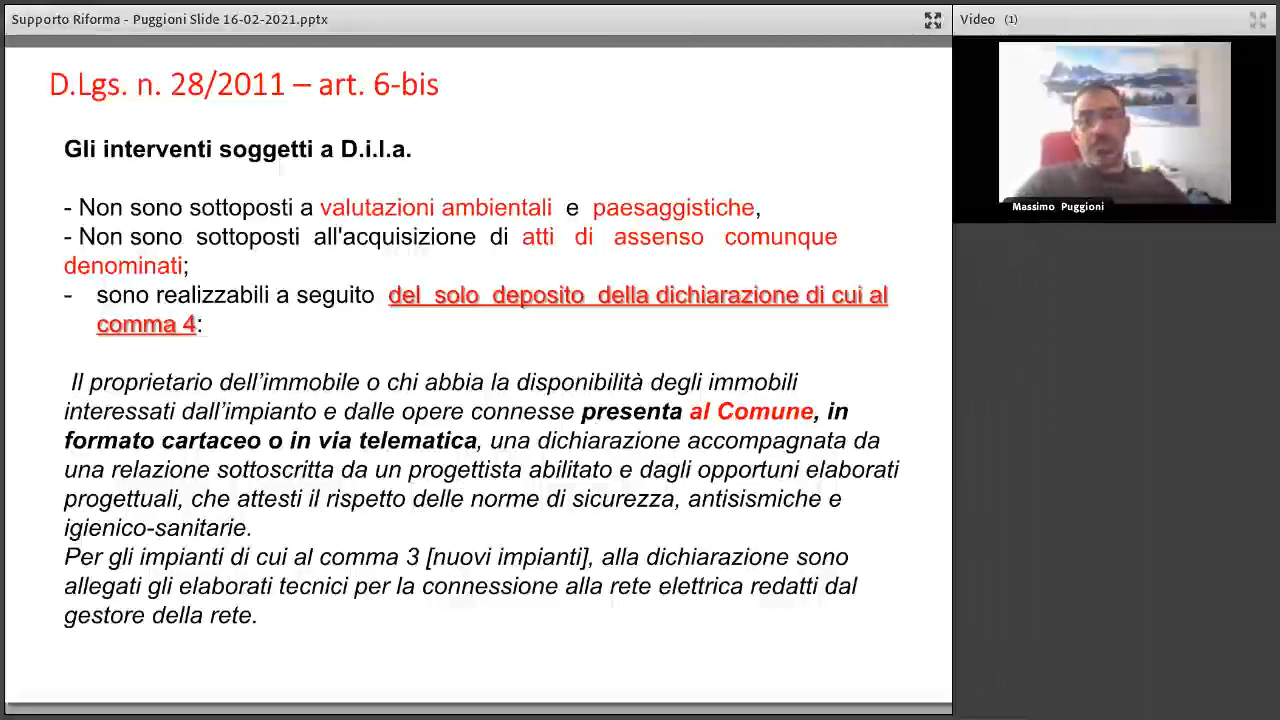 Supporto Riforma - Puggioni Slide 16-02-2021.pptx
Video (1)
D.Lgs. n. 28/2011 – art. 6-bis
Massimo Puggioni
Gli interventi soggetti a D.i.l.a.
- Non sono sottoposti a valutazioni ambientali e paesaggistiche,
- Non sono sottoposti all'acquisizione di atti di assenso comunque
denominati;
- sono realizzabili a seguito del solo deposito della dichiarazione di cui al
comma 4:
Il proprietario dell’immobile o chi abbia la disponibilità degli immobili
interessati dall’impianto e dalle opere connesse presenta al Comune, in
formato cartaceo o in via telematica, una dichiarazione accompagnata da
una relazione sottoscritta da un progettista abilitato e dagli opportuni elaborati
progettuali, che attesti il rispetto delle norme di sicurezza, antisismiche e
igienico-sanitarie.
Per gli impianti di cui al comma 3 [nuovi impianti], alla dichiarazione sono
allegati gli elaborati tecnici per la connessione alla rete elettrica redatti dal
gestore della rete.